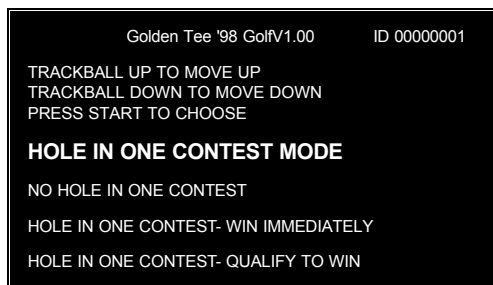 Golden Tee '98 GolfV1.00 ID 00000001
TRACKBALL UP TO MOVE UP
TRACKBALL DOWN TO MOVE DOWN
PRESS START TO CHOOSE
HOLE IN ONE CONTEST MODE
NO HOLE IN ONE CONTEST
HOLE IN ONE CONTEST- WIN IMMEDIATELY
HOLE IN ONE CONTEST- QUALIFY TO WIN